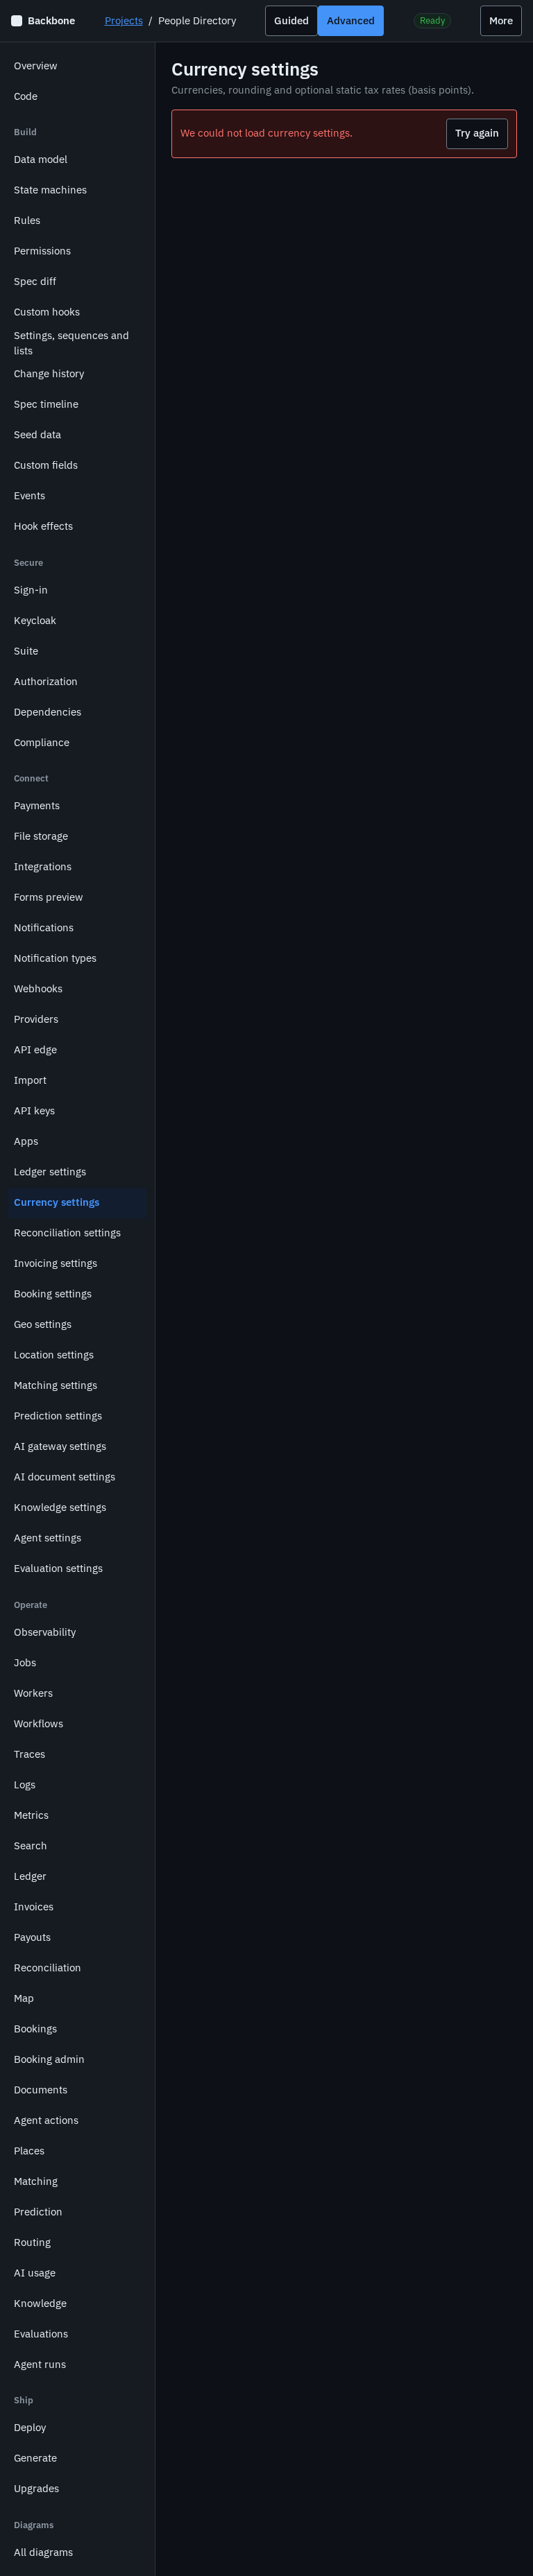 Backbone
Projects / People Directory
Guided
Advanced
Ready
More
Overview
Code
Build
Data model
State machines
Rules
Permissions
Spec diff
Custom hooks
Settings, sequences and
lists
Change history
Spec timeline
Seed data
Custom fields
Events
Hook effects
Secure
Sign-in
Keycloak
Suite
Authorization
Dependencies
Compliance
Connect
Payments
File storage
Integrations
Forms preview
Notifications
Notification types
Webhooks
Providers
API edge
Import
API keys
Apps
Ledger settings
Currency settings
Reconciliation settings
Invoicing settings
Booking settings
Geo settings
Location settings
Matching settings
Prediction settings
AI gateway settings
AI document settings
Knowledge settings
Agent settings
Evaluation settings
Operate
Observability
Jobs
Workers
Workflows
Traces
Logs
Metrics
Search
Ledger
Invoices
Payouts
Reconciliation
Map
Bookings
Booking admin
Documents
Agent actions
Places
Matching
Prediction
Routing
AI usage
Knowledge
Evaluations
Agent runs
Ship
Deploy
Generate
Upgrades
Diagrams
All diagrams
Currency settings
Currencies, rounding and optional static tax rates (basis points).
We could not load currency settings.
Try again